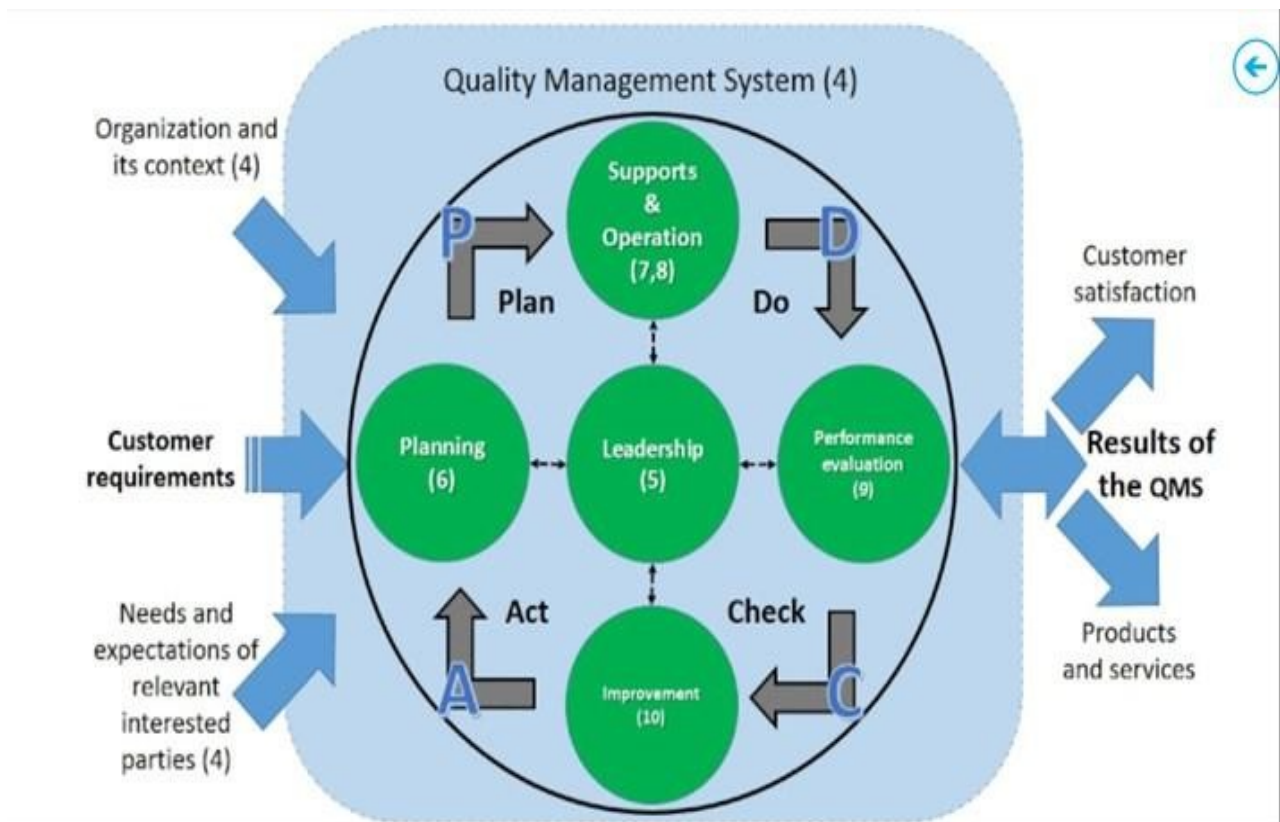 Quality Management System (4)
Organization and
its context (4)
Supports
&
Operation
(7,8)
P
Plan
D
Do
Customer
satisfaction
Customer
requirements
Planning
(6)
Leadership
(5)
Performance
evaluation
(9)
Results of
the QMS
Needs and
expectations of
relevant
interested
parties (4)
Act
A
Improvement
(10)
Check
C
Products
and services